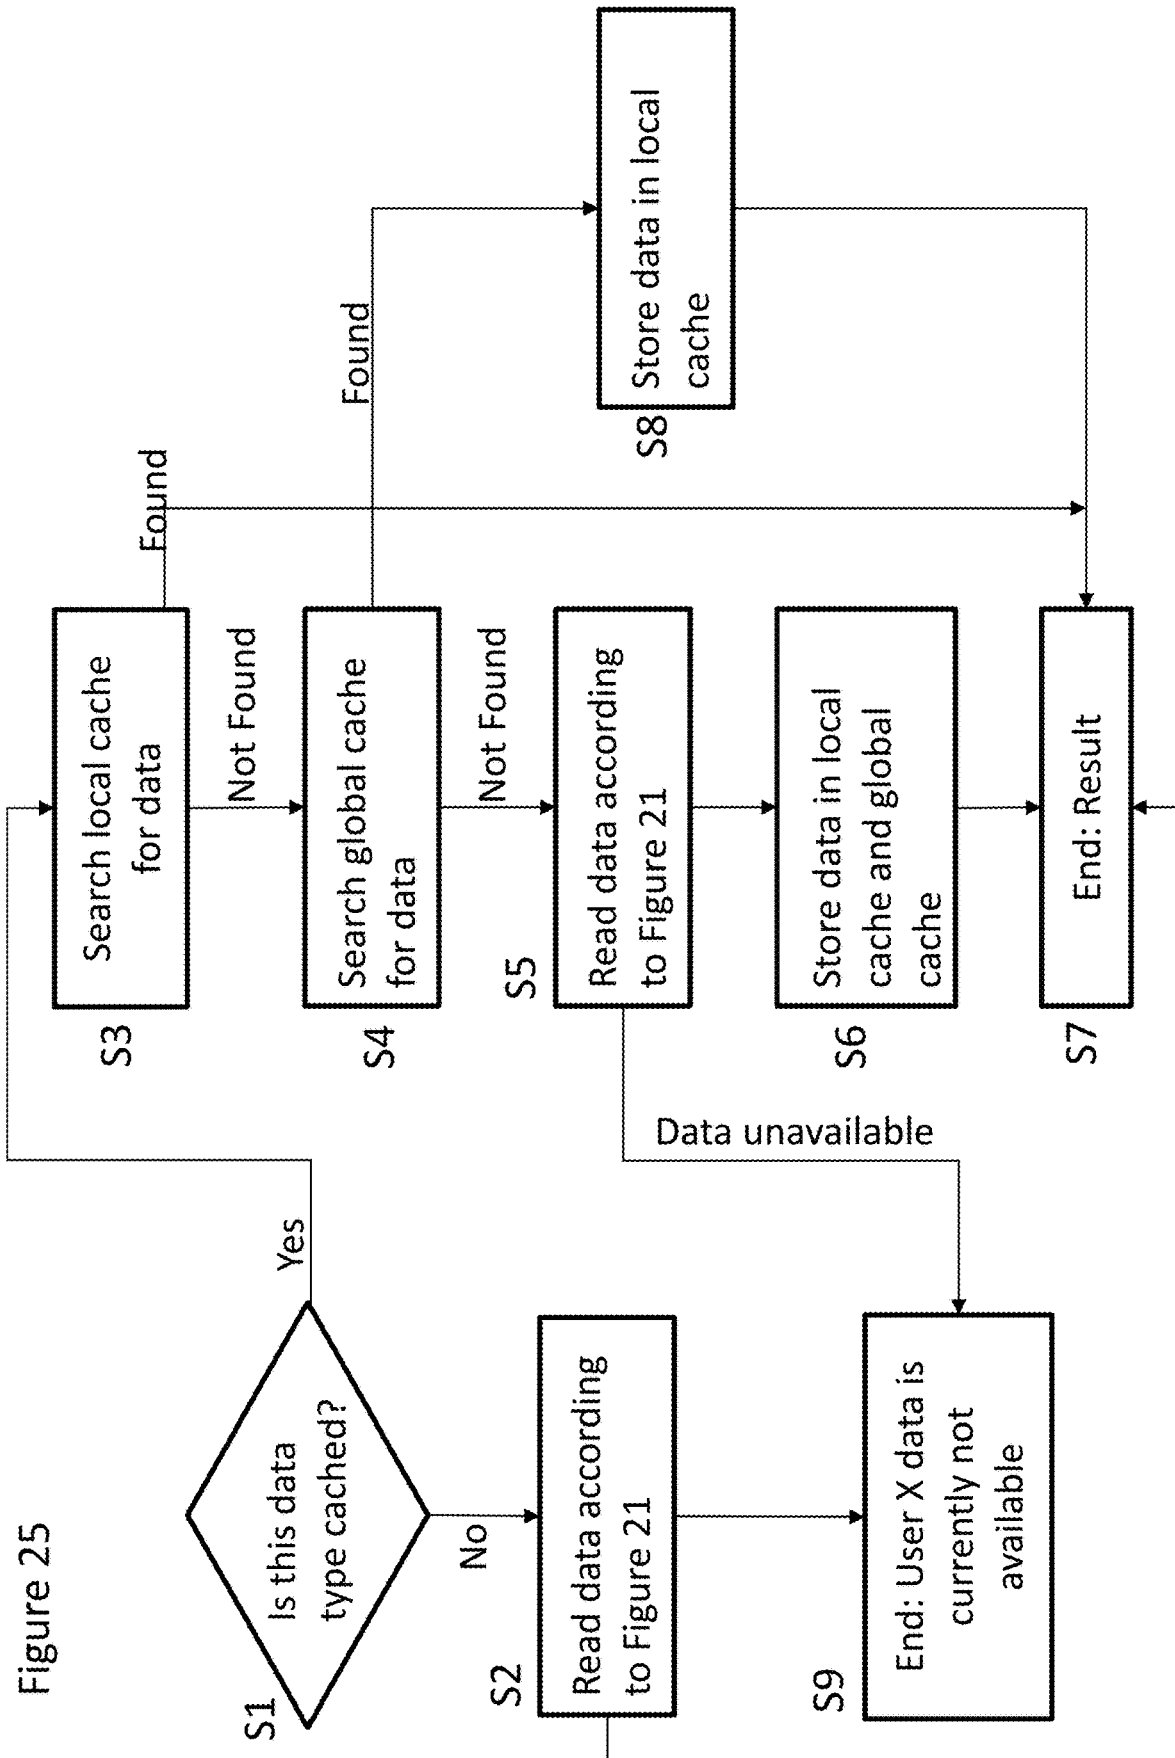 Figure 25
S1
Is this data
type cached?
Yes
No
S2
Read data according
to Figure 21
S9
End: User X data is
currently not
available
S3
Search local cache
for data
Found
Not Found
S4
Search global cache
for data
Found
Not Found
S5
Read data according
to Figure 21
Data unavailable
S6
Store data in local
cache and global
cache
S7
End: Result
S8
Store data in local
cache